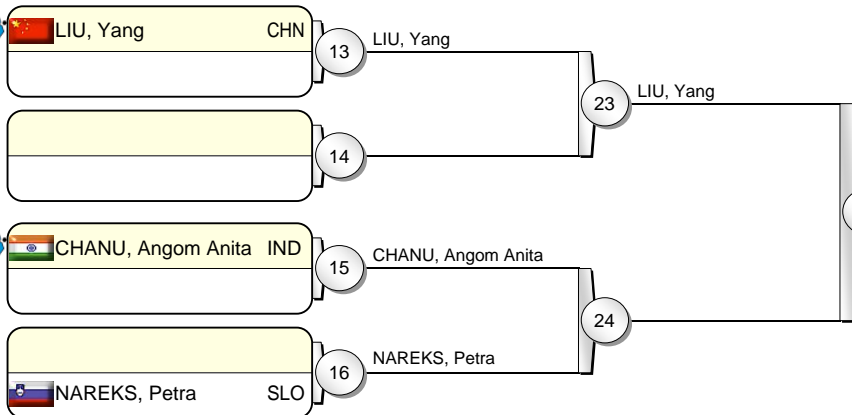 LIU, Yang CHN
13
LIU, Yang
23
LIU, Yang
14
CHANU, Angom Anita IND
15
CHANU, Angom Anita
24
16
NAREKS, Petra
NAREKS, Petra SLO